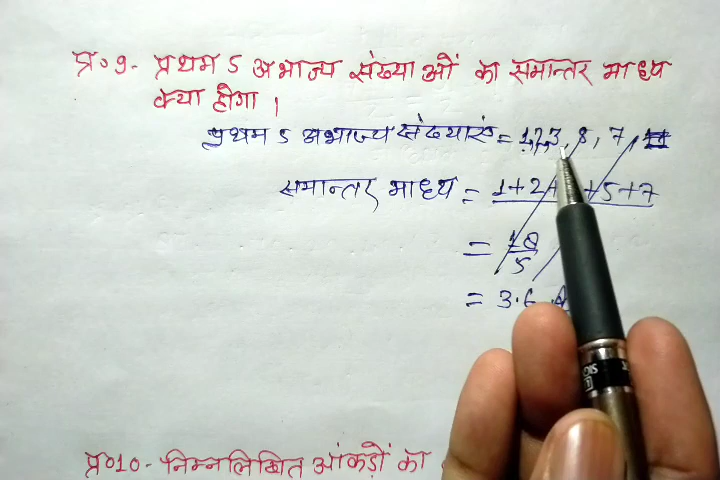 प्र०9- प्रथम 5 अभाज्य संख्याओं का समान्तर माध्य
क्या होगा ।
प्रथम 5 अभाज्य संख्याएं = 1,2,3, 5, 7, 11
समान्तर माध्य = 1+2+ +5+7
= 18/5
= 3.6
प्र०10- निम्नलिखित आंकड़ों का